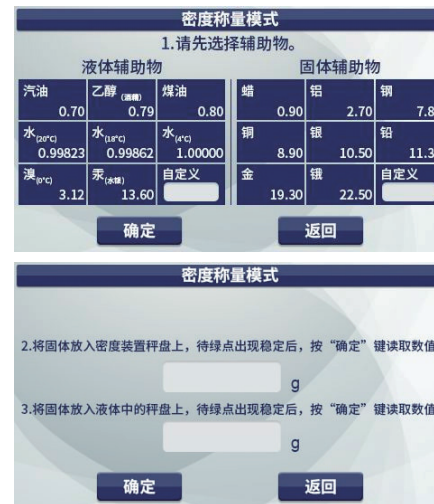 密度称量模式
1.请先选择辅助物。
液体辅助物 固体辅助物
汽油 乙醇(酒精) 煤油 蜡 铝 钢
0.70 0.79 0.80 0.90 2.70 7.8
水(20°C) 水(18°C) 水(4°C) 铜 银 铅
0.99823 0.99862 1.00000 8.90 10.50 11.3
溴(0°C) 汞(水银) 自定义 金 锇 自定义
3.12 13.60 19.30 22.50
确定 返回
密度称量模式
2.将固体放入密度装置秤盘上，待绿点出现稳定后，按“确定”键读取数值
g
3.将固体放入液体中的秤盘上，待绿点出现稳定后，按“确定”键读取数值
g
确定 返回